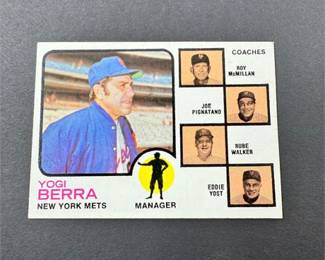 COACHES
ROY
McMILLAN
JOE
PIGNATANO
RUBE
WALKER
EDDIE
YOST
YOGI
BERRA
NEW YORK METS
MANAGER